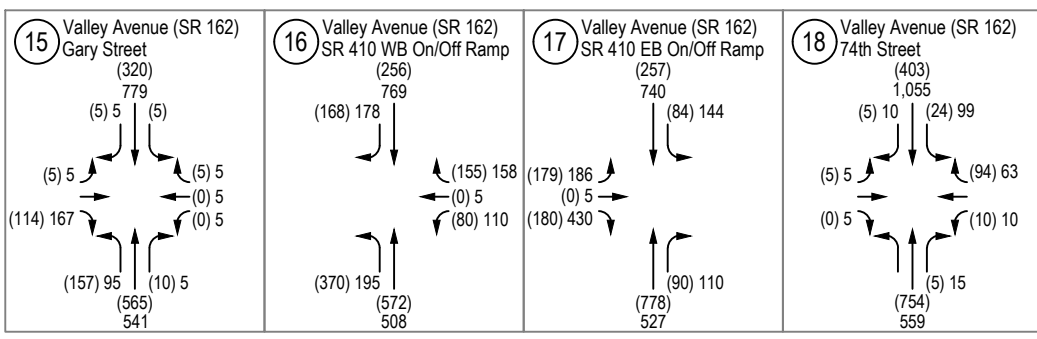 15 Valley Avenue (SR 162)
Gary Street
(320)
779
(5) 5 (5)
(5) 5 (5) 5
(0) 5
(114) 167 (0) 5
(157) 95 (10) 5
(565)
541
16 Valley Avenue (SR 162)
SR 410 WB On/Off Ramp
(256)
769
(168) 178
(155) 158
(0) 5
(80) 110
(370) 195
(572)
508
17 Valley Avenue (SR 162)
SR 410 EB On/Off Ramp
(257)
740
(84) 144
(179) 186
(0) 5
(180) 430
(90) 110
(778)
527
18 Valley Avenue (SR 162)
74th Street
(403)
1,055
(5) 10 (24) 99
(5) 5 (94) 63
(0) 5 (10) 10
(5) 15
(754)
559